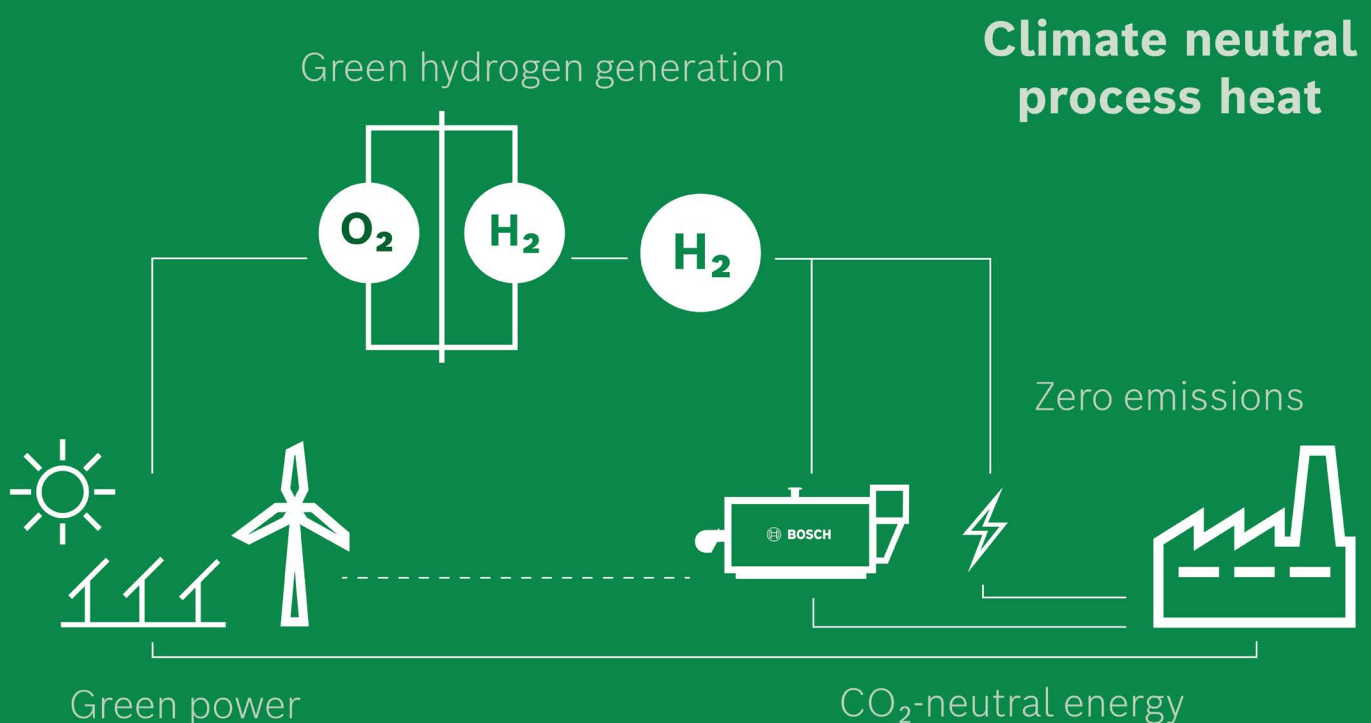 Climate neutral
process heat
Green hydrogen generation
O₂
H₂
H₂
Zero emissions
BOSCH
Green power
CO₂-neutral energy